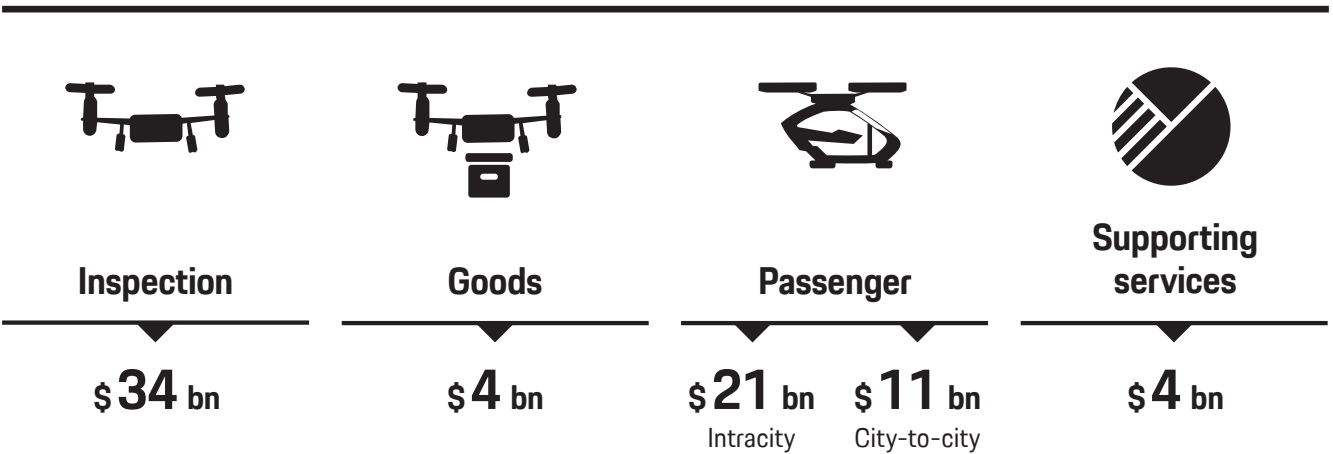 Inspection
$34 bn
Goods
$4 bn
Passenger
$21 bn
Intracity
$11 bn
City-to-city
Supporting
services
$4 bn